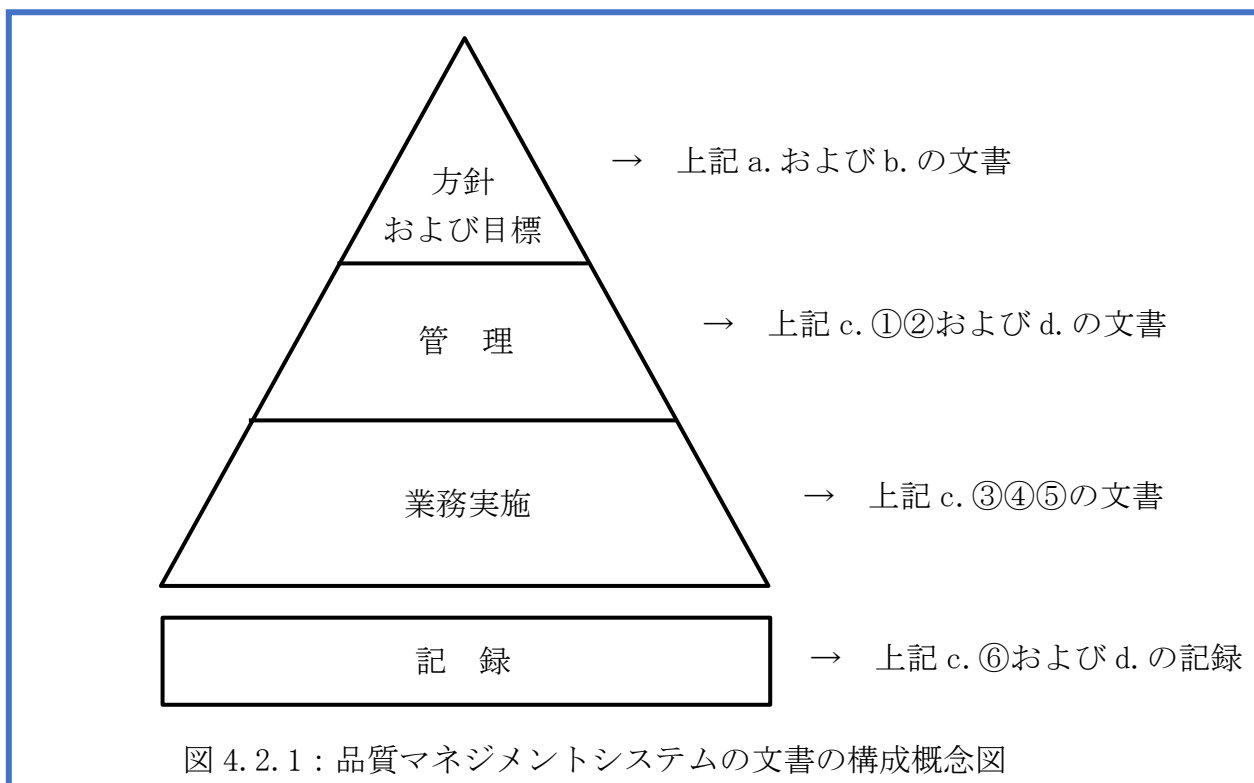 方針
および目標
→ 上記 a.および b.の文書
管 理
→ 上記 c.①②および d.の文書
業務実施
→ 上記 c.③④⑤の文書
記 録
→ 上記 c.⑥および d.の記録
図 4.2.1：品質マネジメントシステムの文書の構成概念図